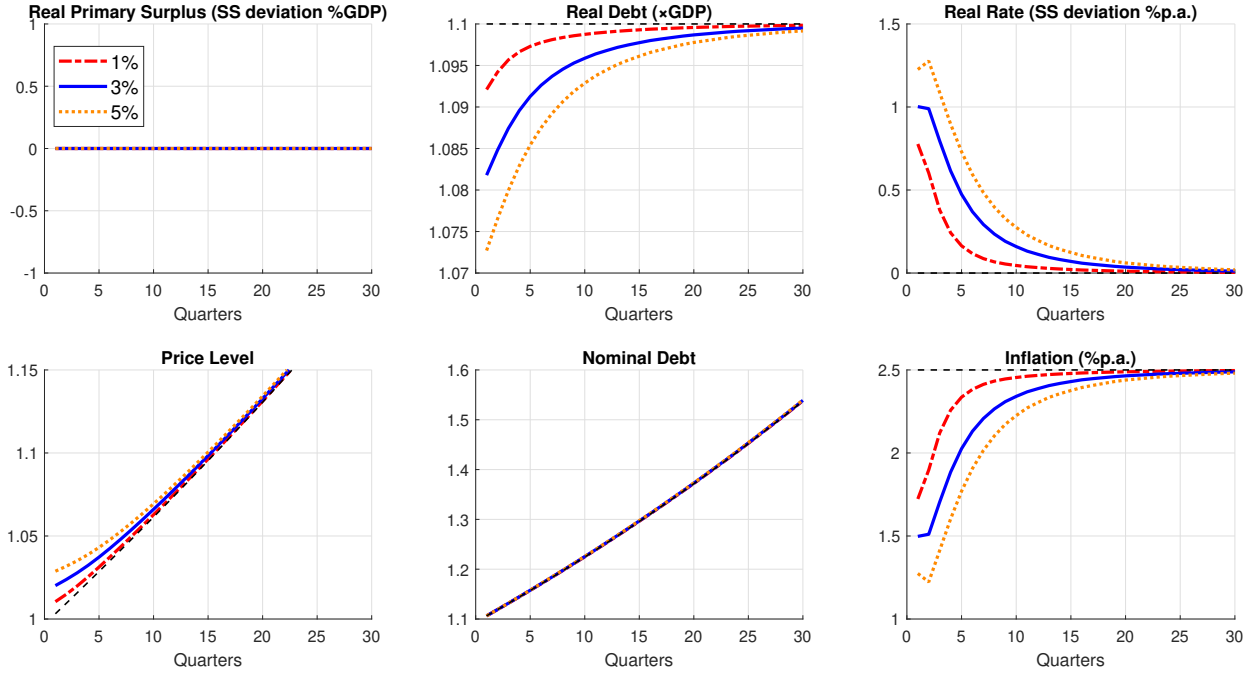 Real Primary Surplus (SS deviation %GDP)
1
0.5
0
-0.5
-1
0 5 10 15 20 25 30
Quarters
1%
3%
5%
Real Debt (×GDP)
1.1
1.095
1.09
1.085
1.08
1.075
1.07
0 5 10 15 20 25 30
Quarters
Real Rate (SS deviation %p.a.)
1.5
1
0.5
0
0 5 10 15 20 25 30
Quarters
Price Level
1.15
1.1
1.05
1
0 5 10 15 20 25 30
Quarters
Nominal Debt
1.6
1.5
1.4
1.3
1.2
1.1
0 5 10 15 20 25 30
Quarters
Inflation (%p.a.)
2.5
2
1.5
1
0 5 10 15 20 25 30
Quarters